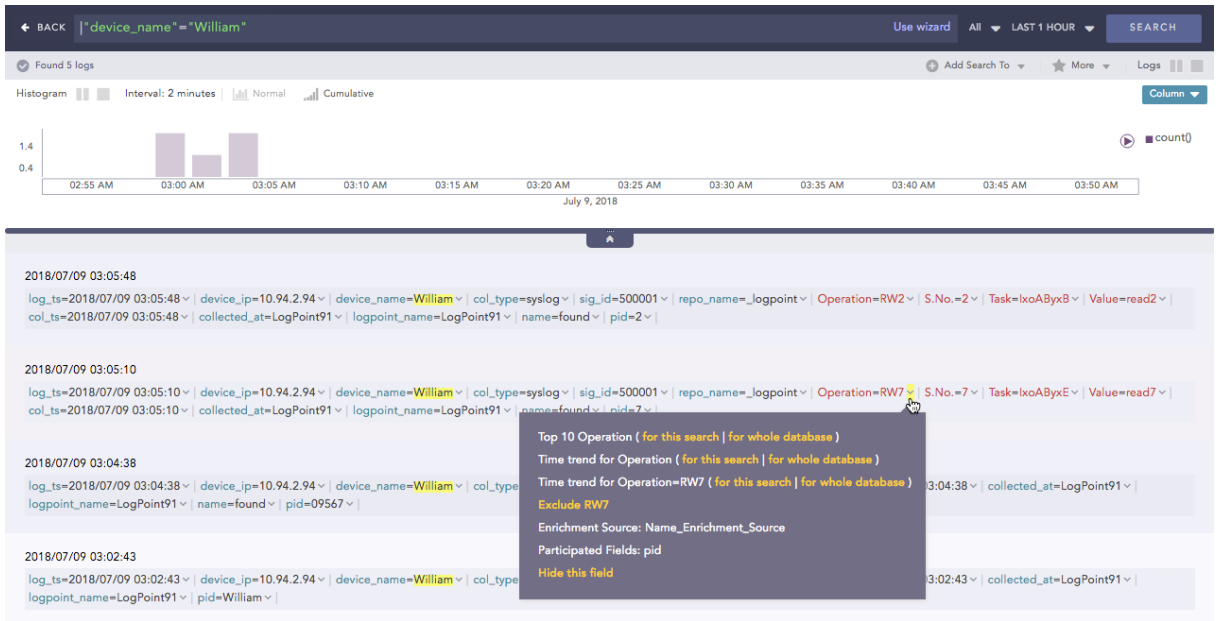 BACK |"device_name"="William" Use wizard All LAST 1 HOUR SEARCH
Found 5 logs Add Search To More Logs
Histogram Interval: 2 minutes Normal Cumulative Column
1.4
0.4
count()
02:55 AM 03:00 AM 03:05 AM 03:10 AM 03:15 AM 03:20 AM 03:25 AM 03:30 AM 03:35 AM 03:40 AM 03:45 AM 03:50 AM
July 9, 2018
2018/07/09 03:05:48
log_ts=2018/07/09 03:05:48 | device_ip=10.94.2.94 | device_name=William | col_type=syslog | sig_id=500001 | repo_name=_logpoint | Operation=RW2 | S.No.=2 | Task=IxoAByxB | Value=read2 |
col_ts=2018/07/09 03:05:48 | collected_at=LogPoint91 | logpoint_name=LogPoint91 | name=found | pid=2 |
2018/07/09 03:05:10
log_ts=2018/07/09 03:05:10 | device_ip=10.94.2.94 | device_name=William | col_type=syslog | sig_id=500001 | repo_name=_logpoint | Operation=RW7 | S.No.=7 | Task=IxoAByxE | Value=read7 |
col_ts=2018/07/09 03:05:10 | collected_at=LogPoint91 | logpoint_name=LogPoint91 | name=found | pid=7 |
Top 10 Operation ( for this search | for whole database )
Time trend for Operation ( for this search | for whole database )
Time trend for Operation=RW7 ( for this search | for whole database )
Exclude RW7
Enrichment Source: Name_Enrichment_Source
Participated Fields: pid
Hide this field
2018/07/09 03:04:38
log_ts=2018/07/09 03:04:38 | device_ip=10.94.2.94 | device_name=William | col_type 03:04:38 | collected_at=LogPoint91 |
logpoint_name=LogPoint91 | name=found | pid=09567 |
2018/07/09 03:02:43
log_ts=2018/07/09 03:02:43 | device_ip=10.94.2.94 | device_name=William | col_type 03:02:43 | collected_at=LogPoint91 |
logpoint_name=LogPoint91 | pid=William |